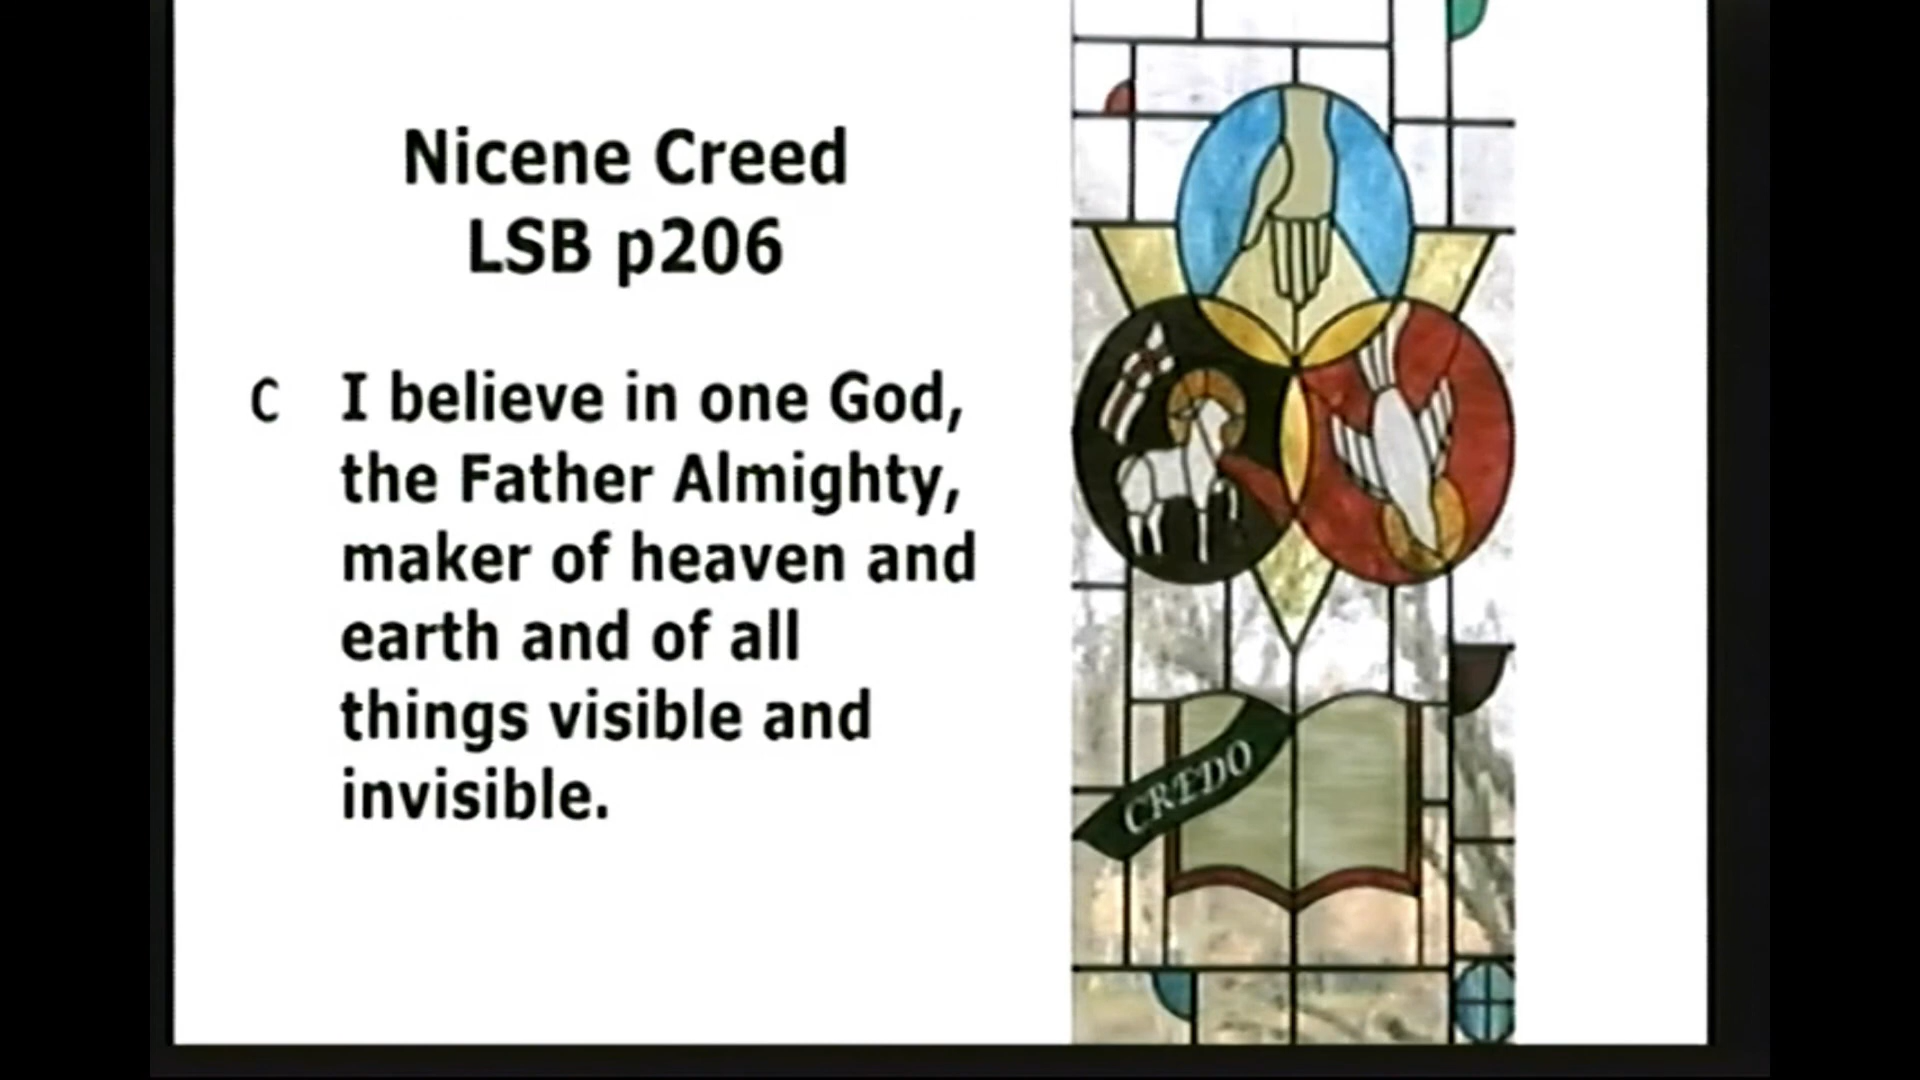 Nicene Creed
LSB p206
C I believe in one God,
the Father Almighty,
maker of heaven and
earth and of all
things visible and
invisible.
CREDO